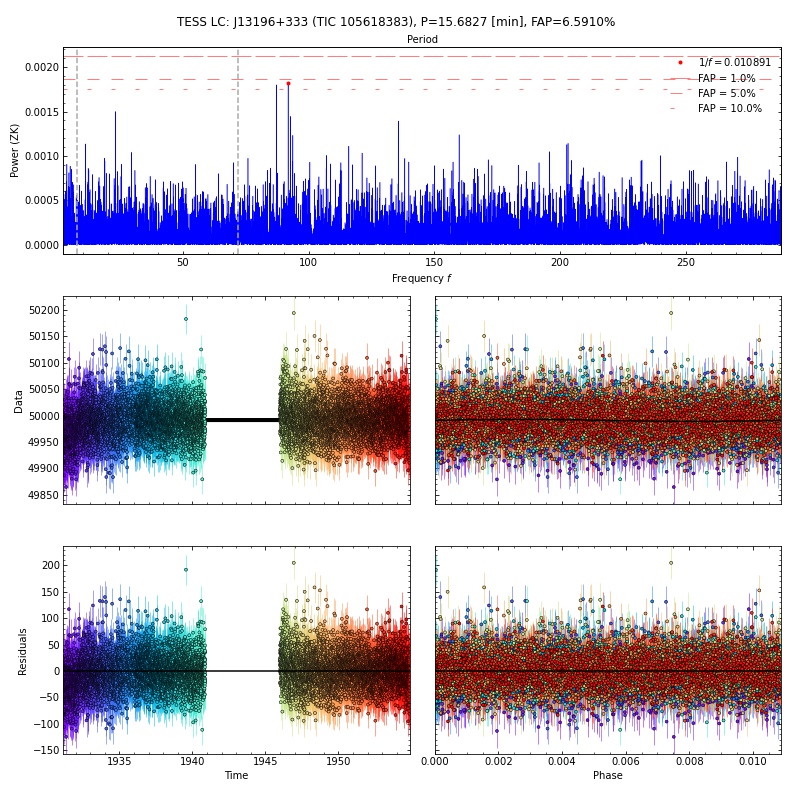 TESS LC: J13196+333 (TIC 105618383), P=15.6827 [min], FAP=6.5910%
Period
Power (ZK)
0.0020
0.0015
0.0010
0.0005
0.0000
1/f = 0.010891
FAP = 1.0%
FAP = 5.0%
FAP = 10.0%
50 100 150 200 250
Frequency f
Data
50200
50150
50100
50050
50000
49950
49900
49850
Residuals
200
150
100
50
0
−50
−100
−150
1935 1940 1945 1950
Time
0.000 0.002 0.004 0.006 0.008 0.010
Phase